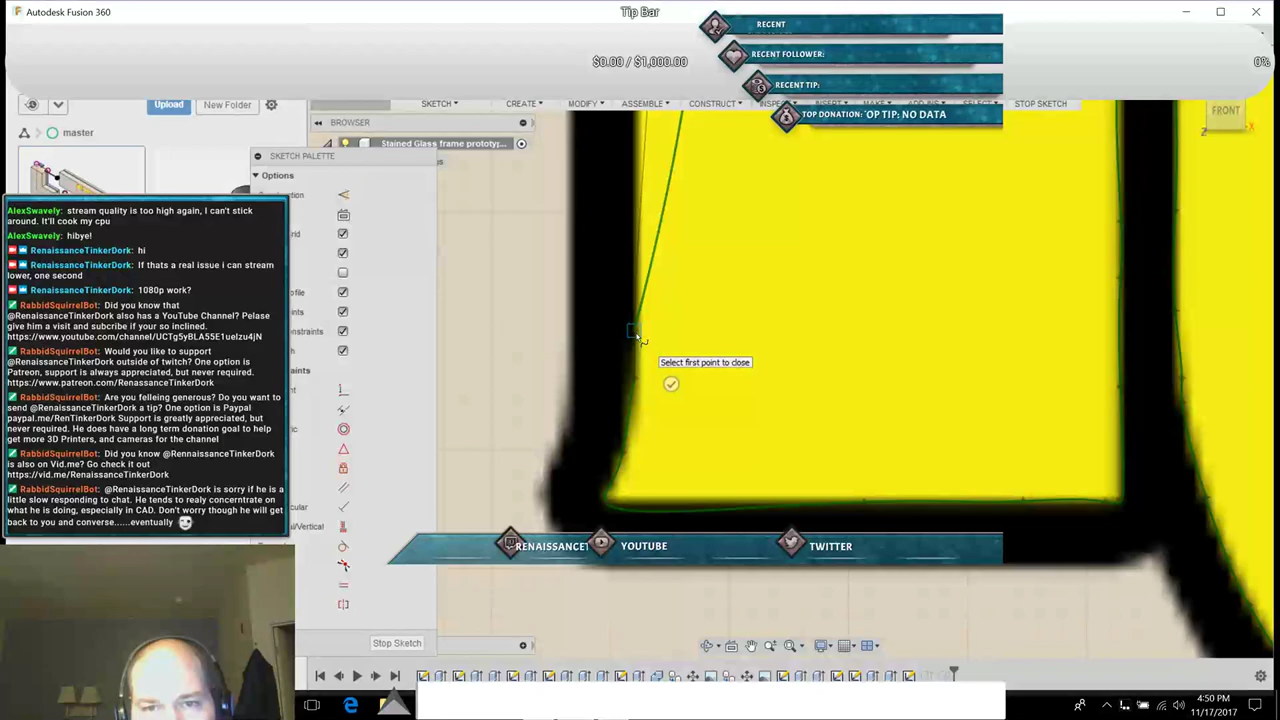 Autodesk Fusion 360
Tip Bar
RECENT
RECENT FOLLOWER:
$0.00 / $1,000.00
0%
RECENT TIP:
TOP DONATION: TOP TIP: NO DATA
Upload
New Folder
SKETCH
CREATE
MODIFY
ASSEMBLE
CONSTRUCT
STOP SKETCH
FRONT
Z
X
master
BROWSER
Stained Glass frame prototyp...
SKETCH PALETTE
Options
AlexSwavely: stream quality is too high again, I can't stick
around. It'll cook my cpu
AlexSwavely: hibye!
RenaissanceTinkerDork: hi
RenaissanceTinkerDork: If thats a real issue i can stream
lower, one second
RenaissanceTinkerDork: 1080p work?
RabbidSquirrelBot: Did you know that
@RenaissanceTinkerDork also has a YouTube Channel? Pelase
give him a visit and subcribe if your so inclined.
https://www.youtube.com/channel/UCTg5yBLA55E1uelzu4jN
RabbidSquirrelBot: Would you like to support
@RenaissanceTinkerDork outside of twitch? One option is
Patreon, support is always appreciated, but never required.
https://www.patreon.com/RenassanceTinkerDork
RabbidSquirrelBot: Are you felleing generous? Do you want to
send @RenaissanceTinkerDork a tip? One option is Paypal
paypal.me/RenTinkerDork Support is greatly appreciated, but
never required. He does have a long term donation goal to help
get more 3D Printers, and cameras for the channel
RabbidSquirrelBot: Did you know @RennaissanceTinkerDork
is also on Vid.me? Go check it out
https://vid.me/RenaissanceTinkerDork
RabbidSquirrelBot: @RenaissanceTinkerDork is sorry if he is a
little slow responding to chat. He tends to realy concerntrate on
what he is doing, especially in CAD. Don't worry though he will get
back to you and converse......eventually
Select first point to close
RENAISSANCET
YOUTUBE
TWITTER
Stop Sketch
4:50 PM
11/17/2017